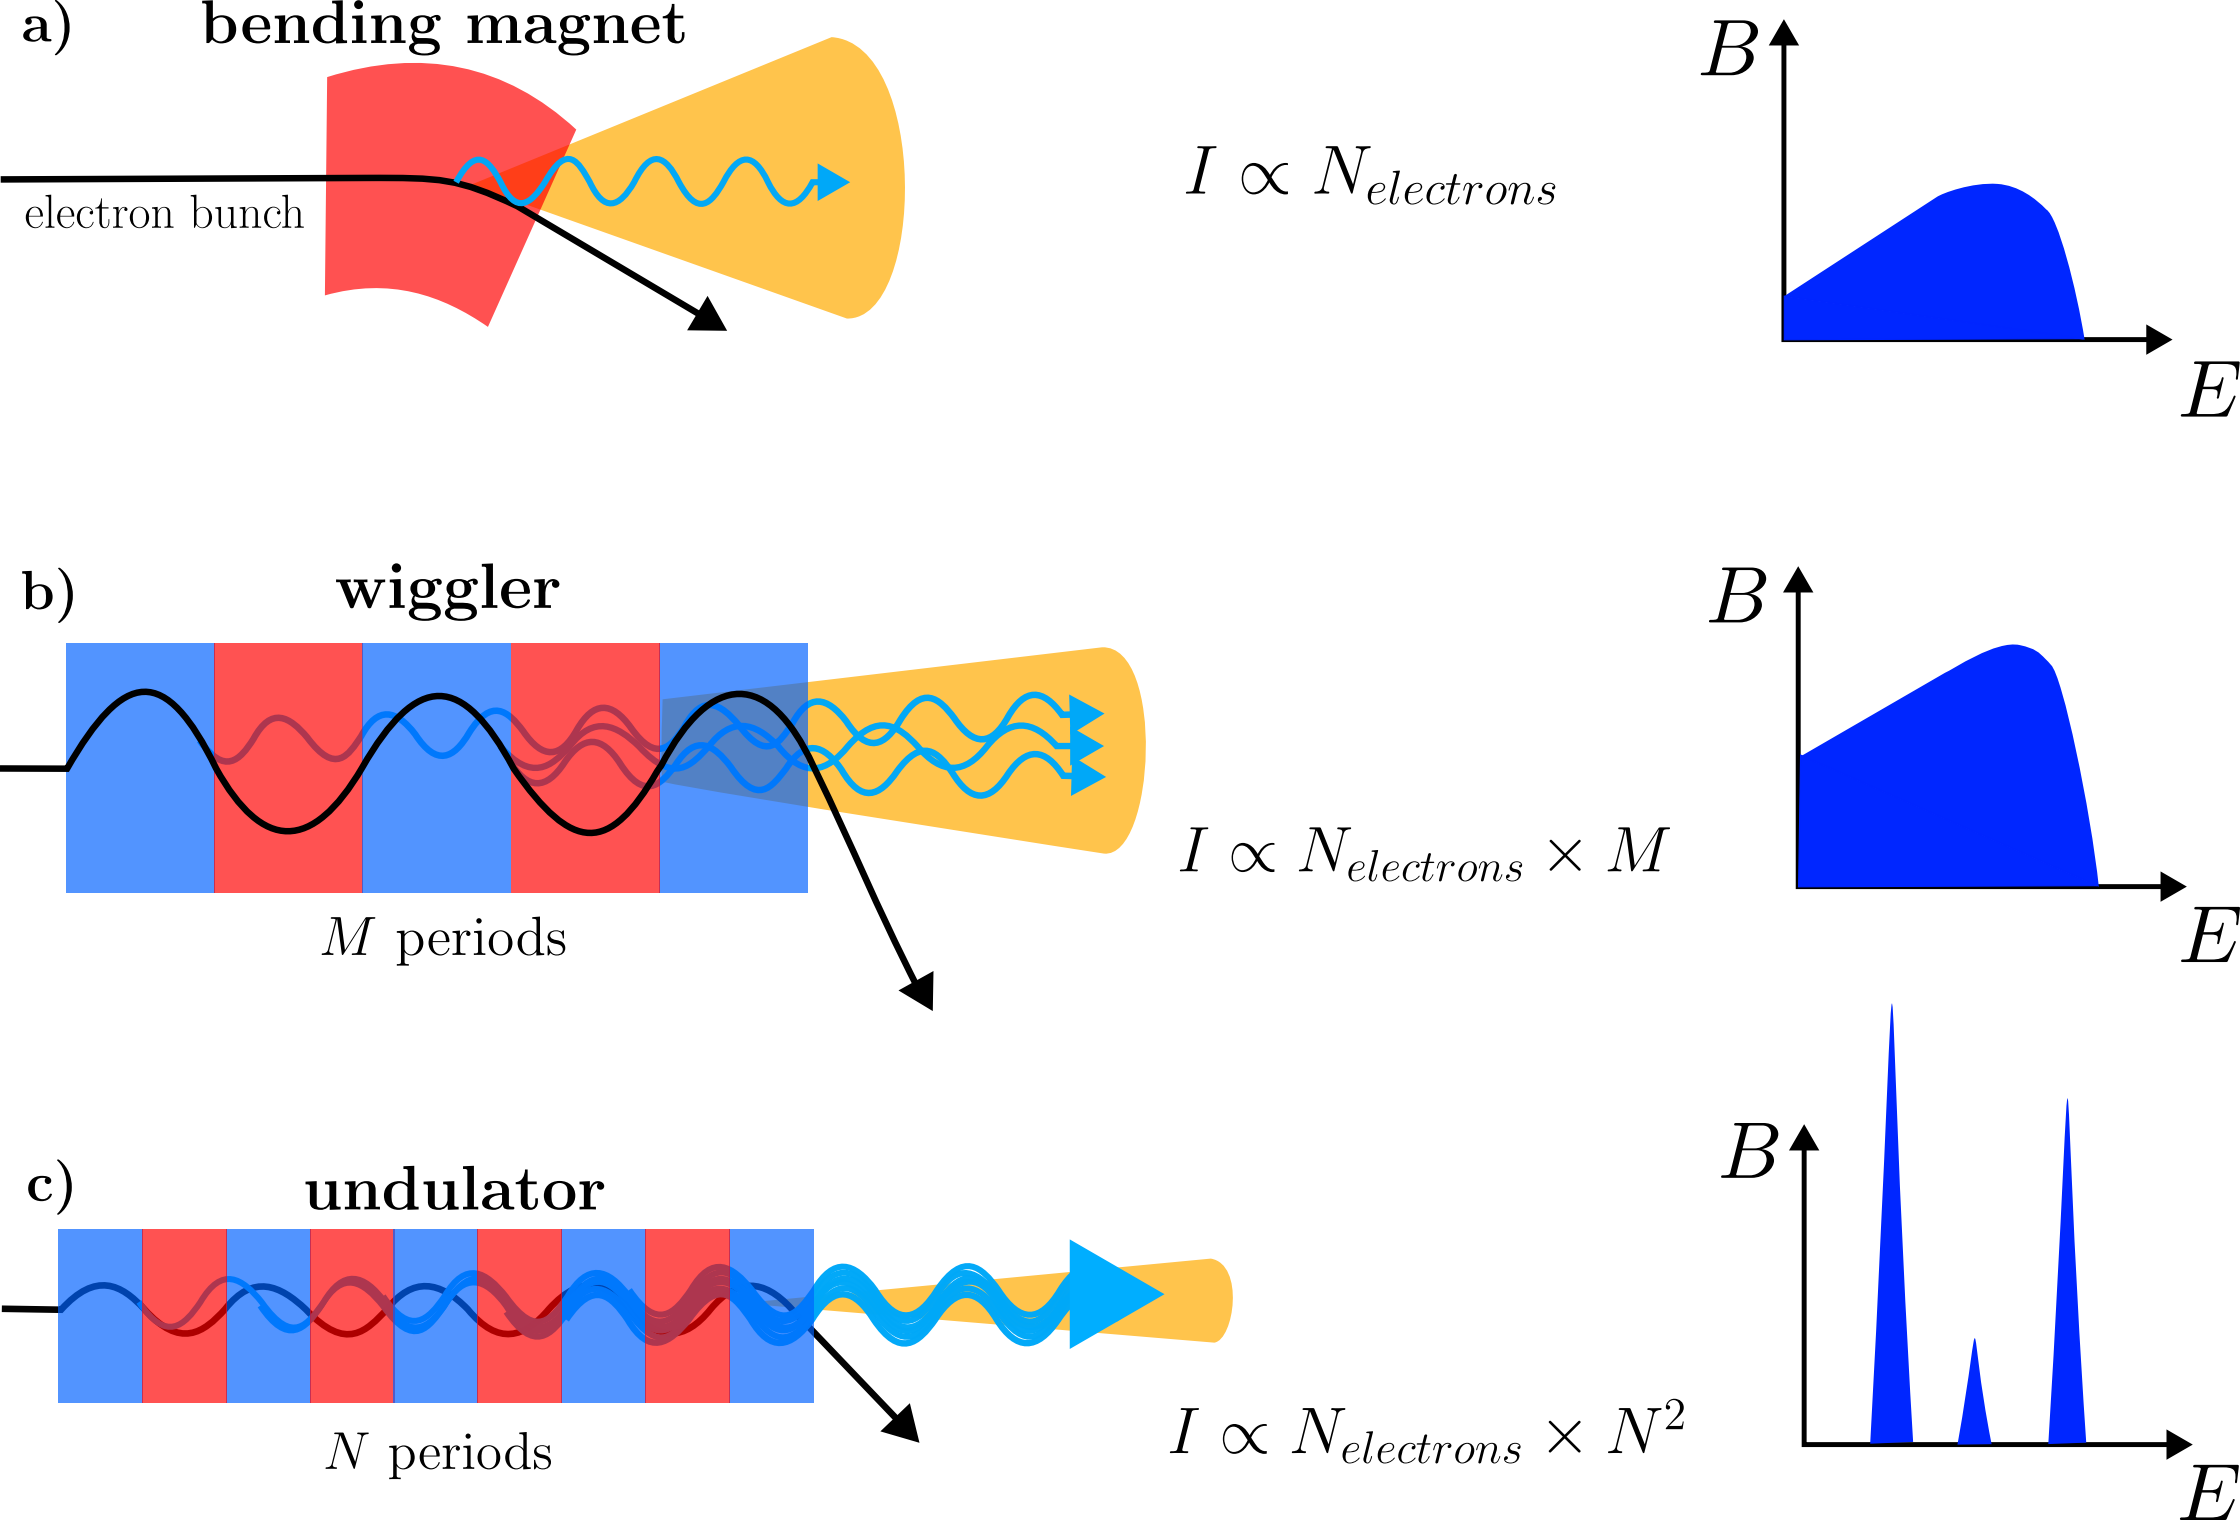 a) bending magnet
electron bunch
I ∝ N_electrons
B
E
b) wiggler
M periods
I ∝ N_electrons × M
B
E
c) undulator
N periods
I ∝ N_electrons × N²
B
E